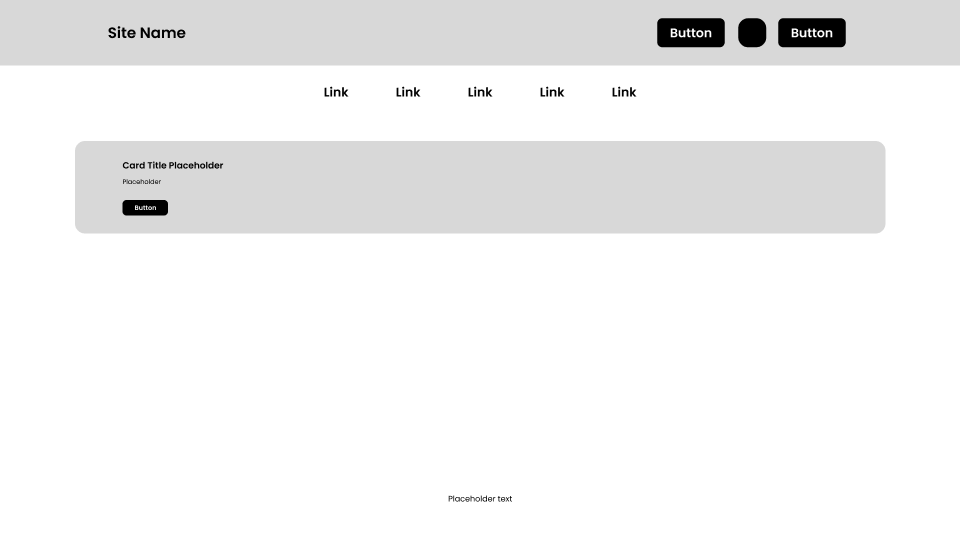 Site Name
Button
Button
Link Link Link Link Link
Card Title Placeholder
Placeholder
Button
Placeholder text